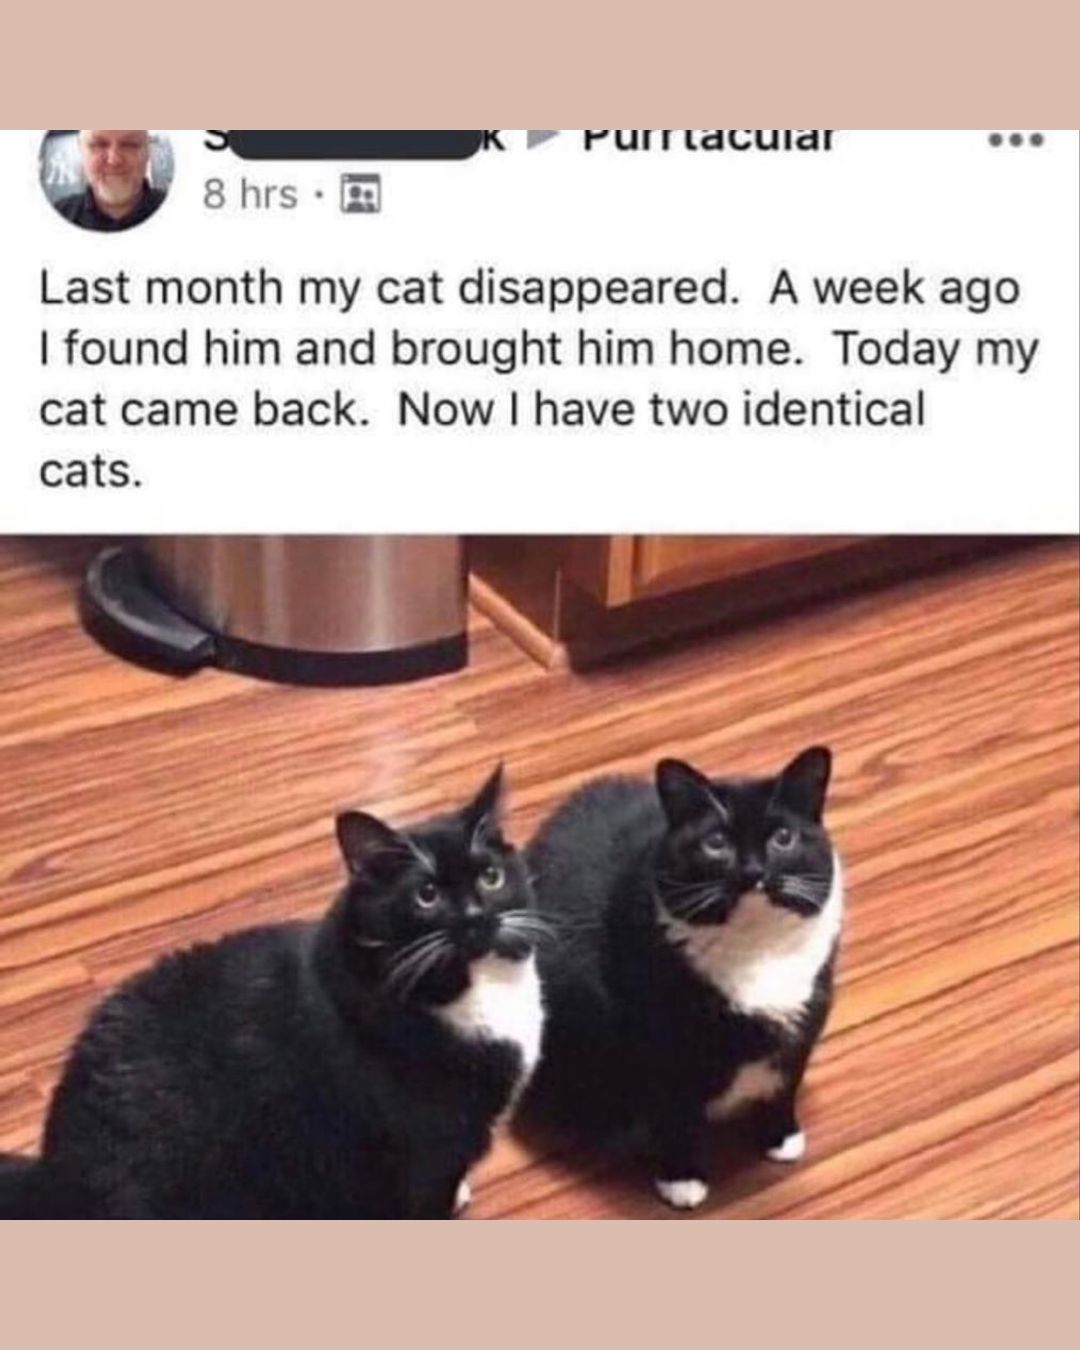 S k ▶ Purrtacular
8 hrs ·
Last month my cat disappeared. A week ago
I found him and brought him home. Today my
cat came back. Now I have two identical
cats.